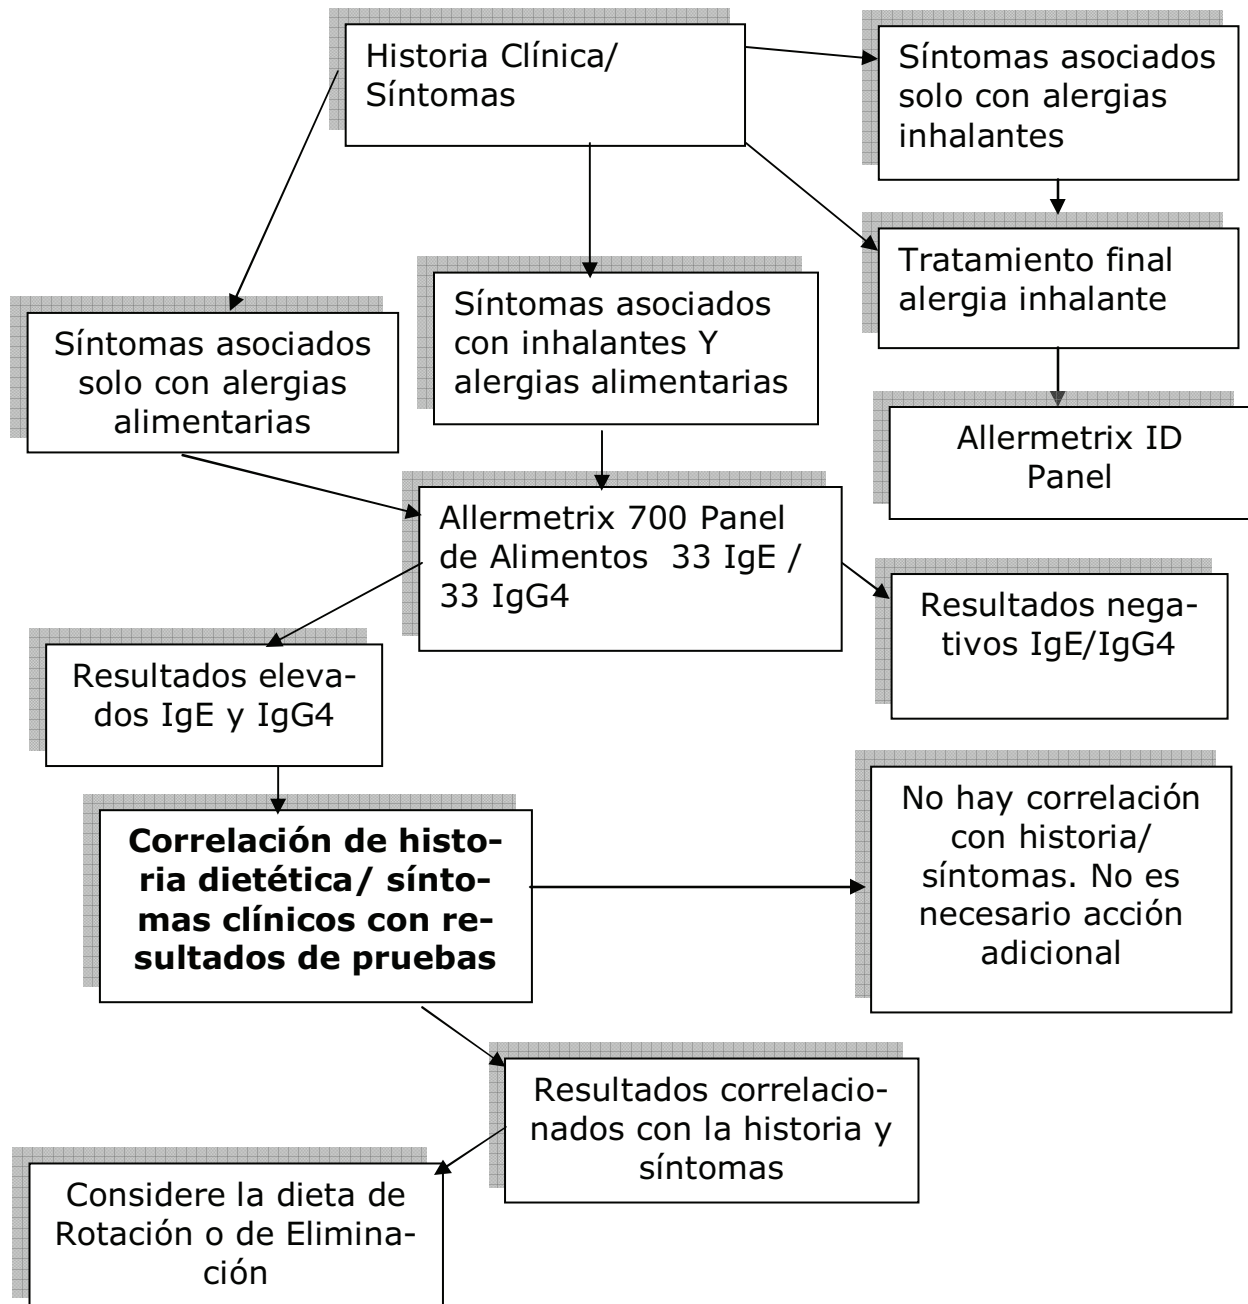 Historia Clínica/
Síntomas
Síntomas asociados
solo con alergias
inhalantes
Tratamiento final
alergia inhalante
Síntomas asociados
solo con alergias
alimentarias
Síntomas asociados
con inhalantes Y
alergias alimentarias
Allermetrix ID
Panel
Allermetrix 700 Panel
de Alimentos 33 IgE /
33 IgG4
Resultados nega-
tivos IgE/IgG4
Resultados eleva-
dos IgE y IgG4
Correlación de histo-
ria dietética/ sínto-
mas clínicos con re-
sultados de pruebas
No hay correlación
con historia/
síntomas. No es
necesario acción
adicional
Resultados correlacio-
nados con la historia y
síntomas
Considere la dieta de
Rotación o de Elimina-
ción